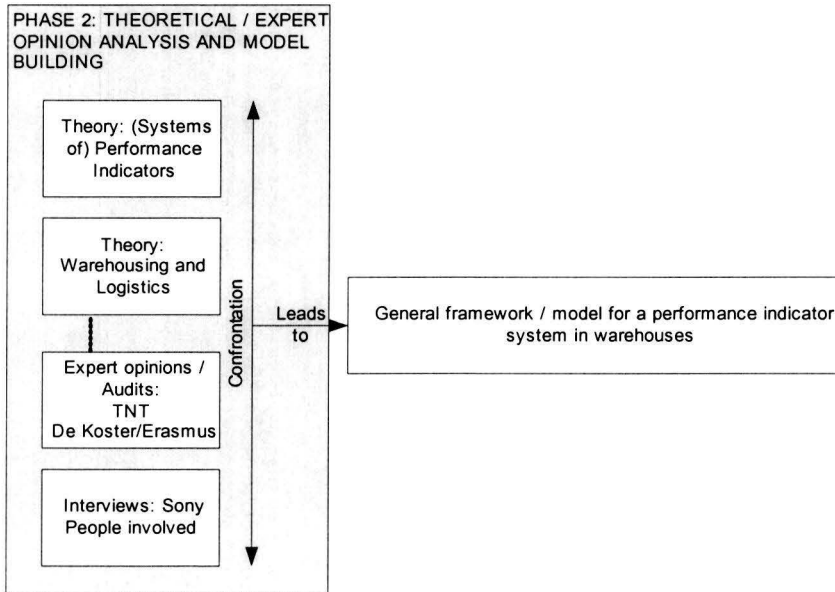 PHASE 2: THEORETICAL / EXPERT
OPINION ANALYSIS AND MODEL
BUILDING
Theory: (Systems
of) Performance
Indicators
Theory:
Warehousing and
Logistics
Expert opinions /
Audits:
TNT
De Koster/Erasmus
Interviews: Sony
People involved
Confrontation
Leads
to
General framework / model for a performance indicator
system in warehouses